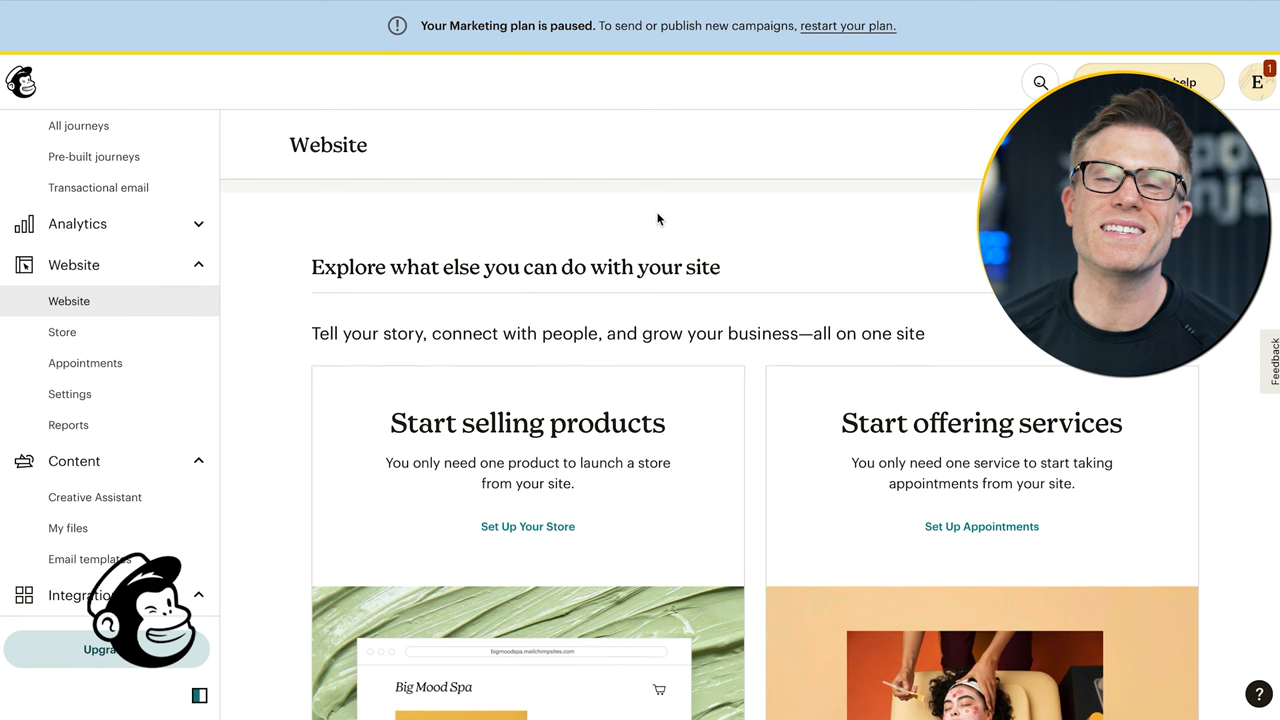 Your Marketing plan is paused. To send or publish new campaigns, restart your plan.
help
E
1
All journeys
Pre-built journeys
Transactional email
Analytics
Website
Website
Store
Appointments
Settings
Reports
Content
Creative Assistant
My files
Email templates
Website
Explore what else you can do with your site
Tell your story, connect with people, and grow your business—all on one site
Start selling products
You only need one product to launch a store
from your site.
Set Up Your Store
bigmoodspa.mailchimpsites.com
Big Mood Spa
Start offering services
You only need one service to start taking
appointments from your site.
Set Up Appointments
Feedback
?